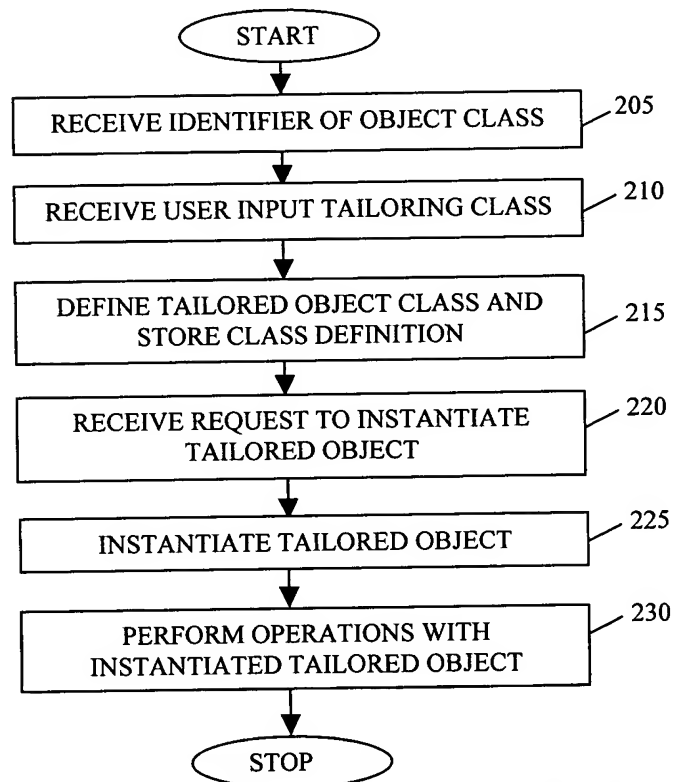 START
RECEIVE IDENTIFIER OF OBJECT CLASS
205
RECEIVE USER INPUT TAILORING CLASS
210
DEFINE TAILORED OBJECT CLASS AND
STORE CLASS DEFINITION
215
RECEIVE REQUEST TO INSTANTIATE
TAILORED OBJECT
220
INSTANTIATE TAILORED OBJECT
225
PERFORM OPERATIONS WITH
INSTANTIATED TAILORED OBJECT
230
STOP